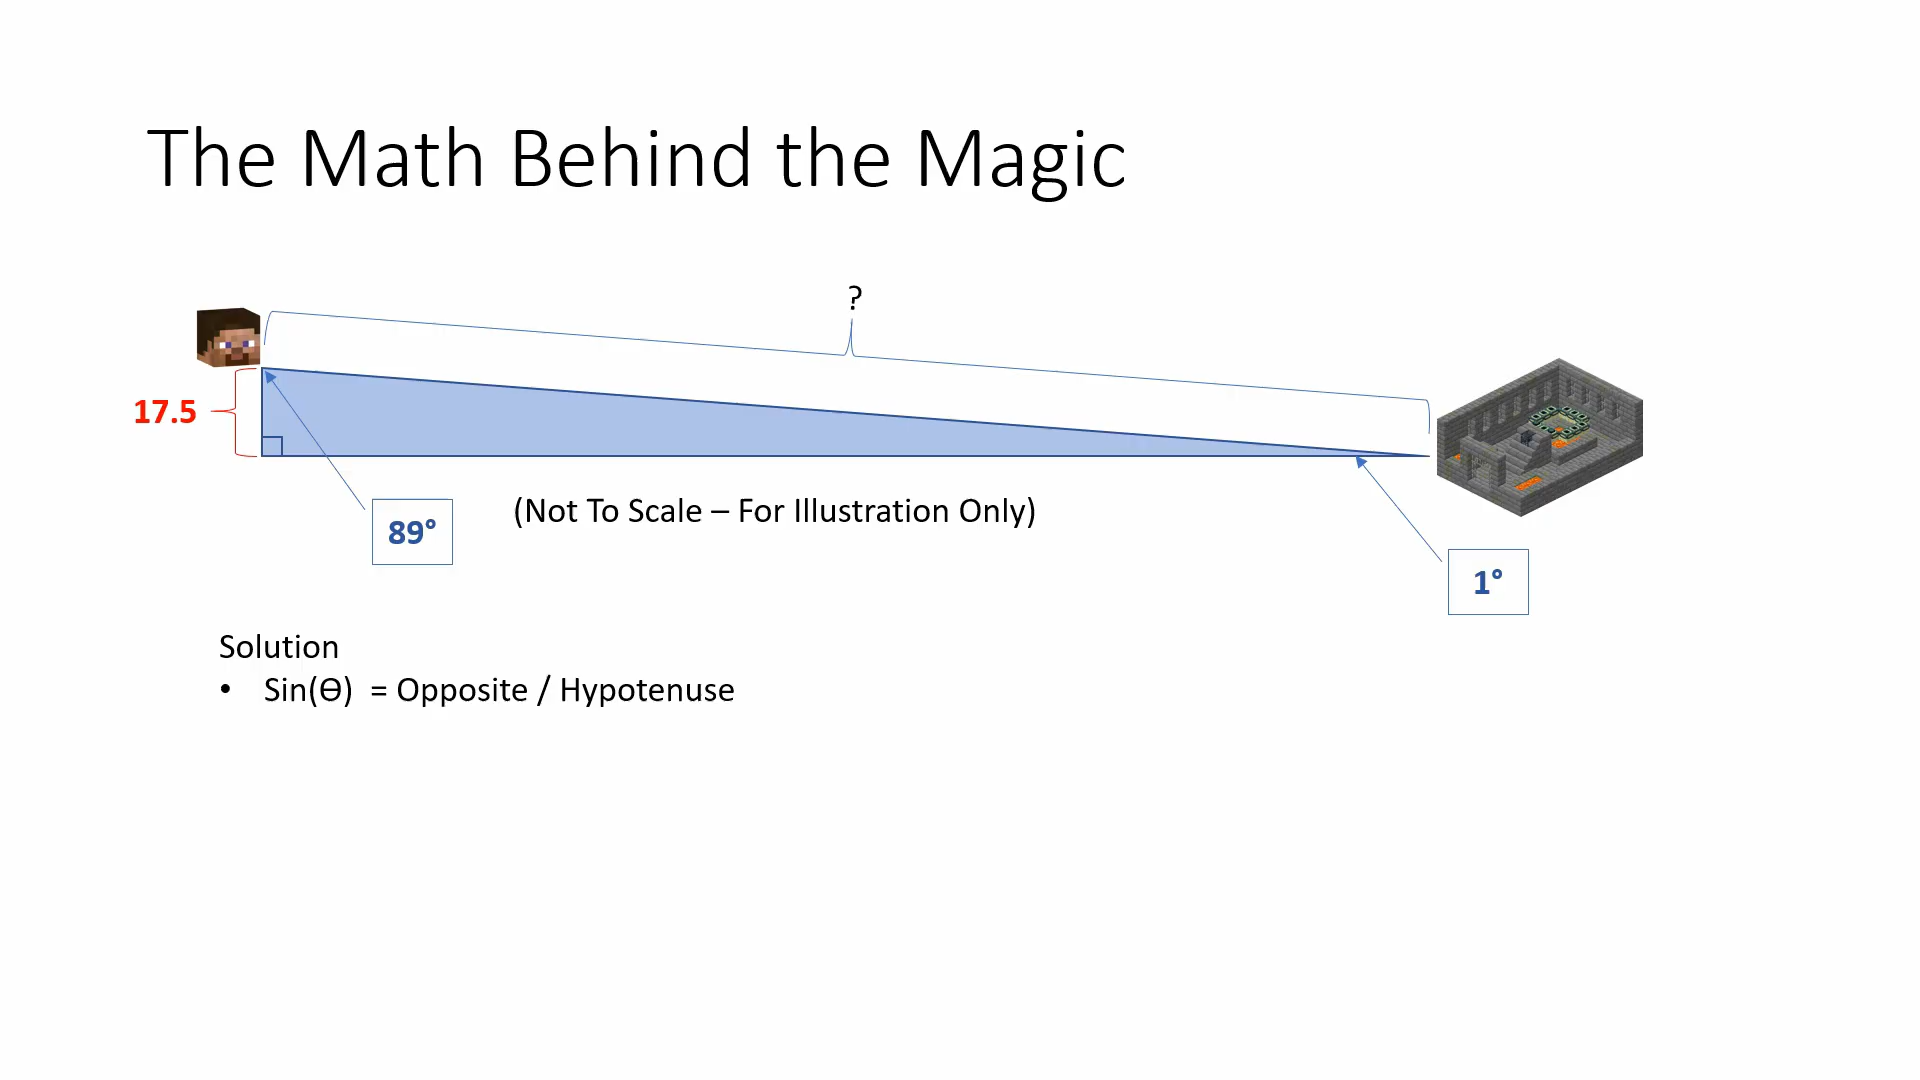 The Math Behind the Magic
?
17.5
89°
(Not To Scale – For Illustration Only)
1°
Solution
• Sin(Ɵ) = Opposite / Hypotenuse